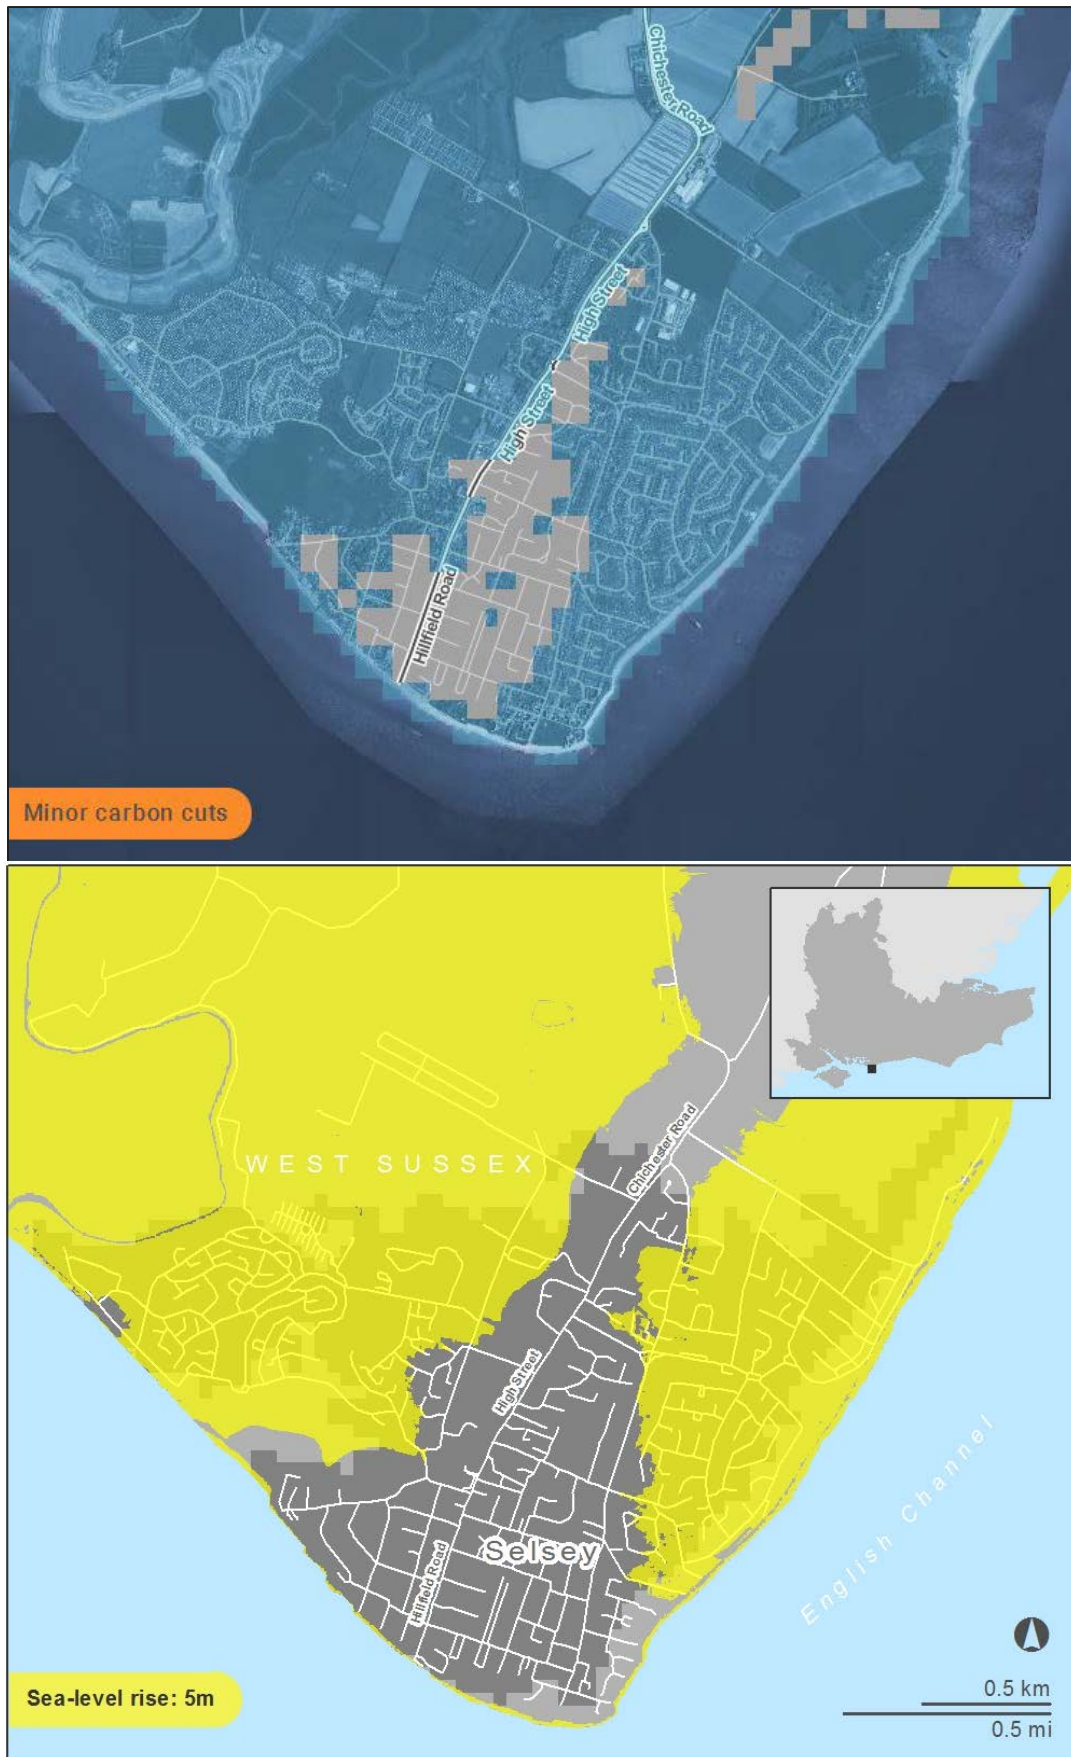 Chichester Road
High Street
High Street
Hillfield Road
Minor carbon cuts
WEST SUSSEX
Chichester Road
High Street
Selsey
Hillfield Road
English Channel
Sea-level rise: 5m
0.5 km
0.5 mi